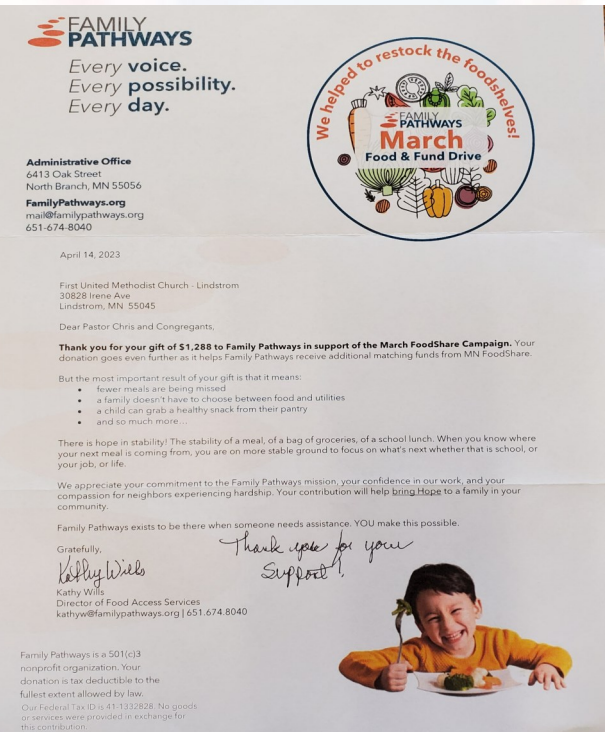 FAMILY
PATHWAYS
Every voice.
Every possibility.
Every day.
We helped to restock the foodshelves!
FAMILY
PATHWAYS
March
Food & Fund Drive
Administrative Office
6413 Oak Street
North Branch, MN 55056
FamilyPathways.org
mail@familypathways.org
651-674-8040
April 14, 2023
First United Methodist Church - Lindstrom
30828 Irene Ave
Lindstrom, MN 55045
Dear Pastor Chris and Congregants,
Thank you for your gift of $1,288 to Family Pathways in support of the March FoodShare Campaign. Your
donation goes even further as it helps Family Pathways receive additional matching funds from MN FoodShare.
But the most important result of your gift is that it means:
• fewer meals are being missed
• a family doesn't have to choose between food and utilities
• a child can grab a healthy snack from their pantry
• and so much more...
There is hope in stability! The stability of a meal, of a bag of groceries, of a school lunch. When you know where
your next meal is coming from, you are on more stable ground to focus on what's next whether that is school, or
your job, or life.
We appreciate your commitment to the Family Pathways mission, your confidence in our work, and your
compassion for neighbors experiencing hardship. Your contribution will help bring Hope to a family in your
community.
Family Pathways exists to be there when someone needs assistance. YOU make this possible.
Gratefully,
Thank you for your
Support!
Kathy Wills
Kathy Wills
Director of Food Access Services
kathyw@familypathways.org | 651.674.8040
Family Pathways is a 501(c)3
nonprofit organization. Your
donation is tax deductible to the
fullest extent allowed by law.
Our Federal Tax ID is 41-1332828. No goods
or services were provided in exchange for
this contribution.